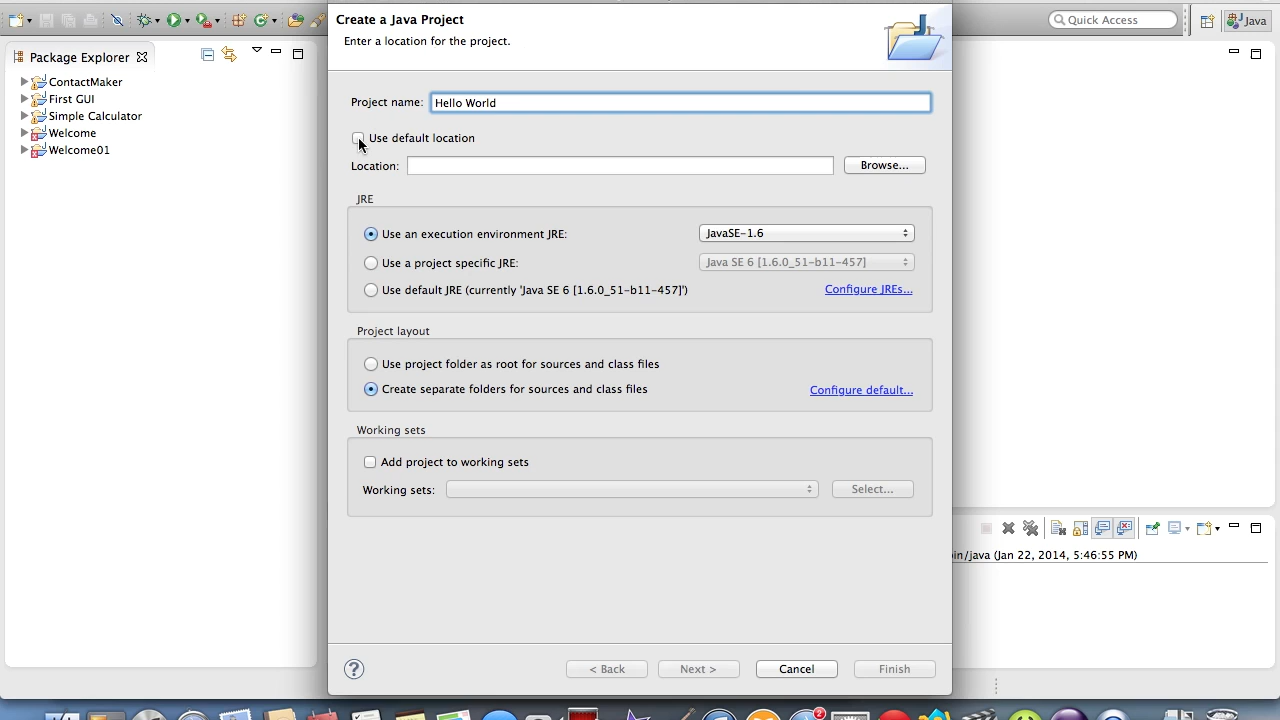 Create a Java Project
Enter a location for the project.
Quick Access
Java
Package Explorer
ContactMaker
First GUI
Simple Calculator
Welcome
Welcome01
Project name: Hello World
Use default location
Location: Browse...
JRE
Use an execution environment JRE: JavaSE-1.6
Use a project specific JRE: Java SE 6 [1.6.0_51-b11-457]
Use default JRE (currently 'Java SE 6 [1.6.0_51-b11-457]') Configure JREs...
Project layout
Use project folder as root for sources and class files
Create separate folders for sources and class files Configure default...
Working sets
Add project to working sets
Working sets: Select...
bin/java (Jan 22, 2014, 5:46:55 PM)
? < Back Next > Cancel Finish
2